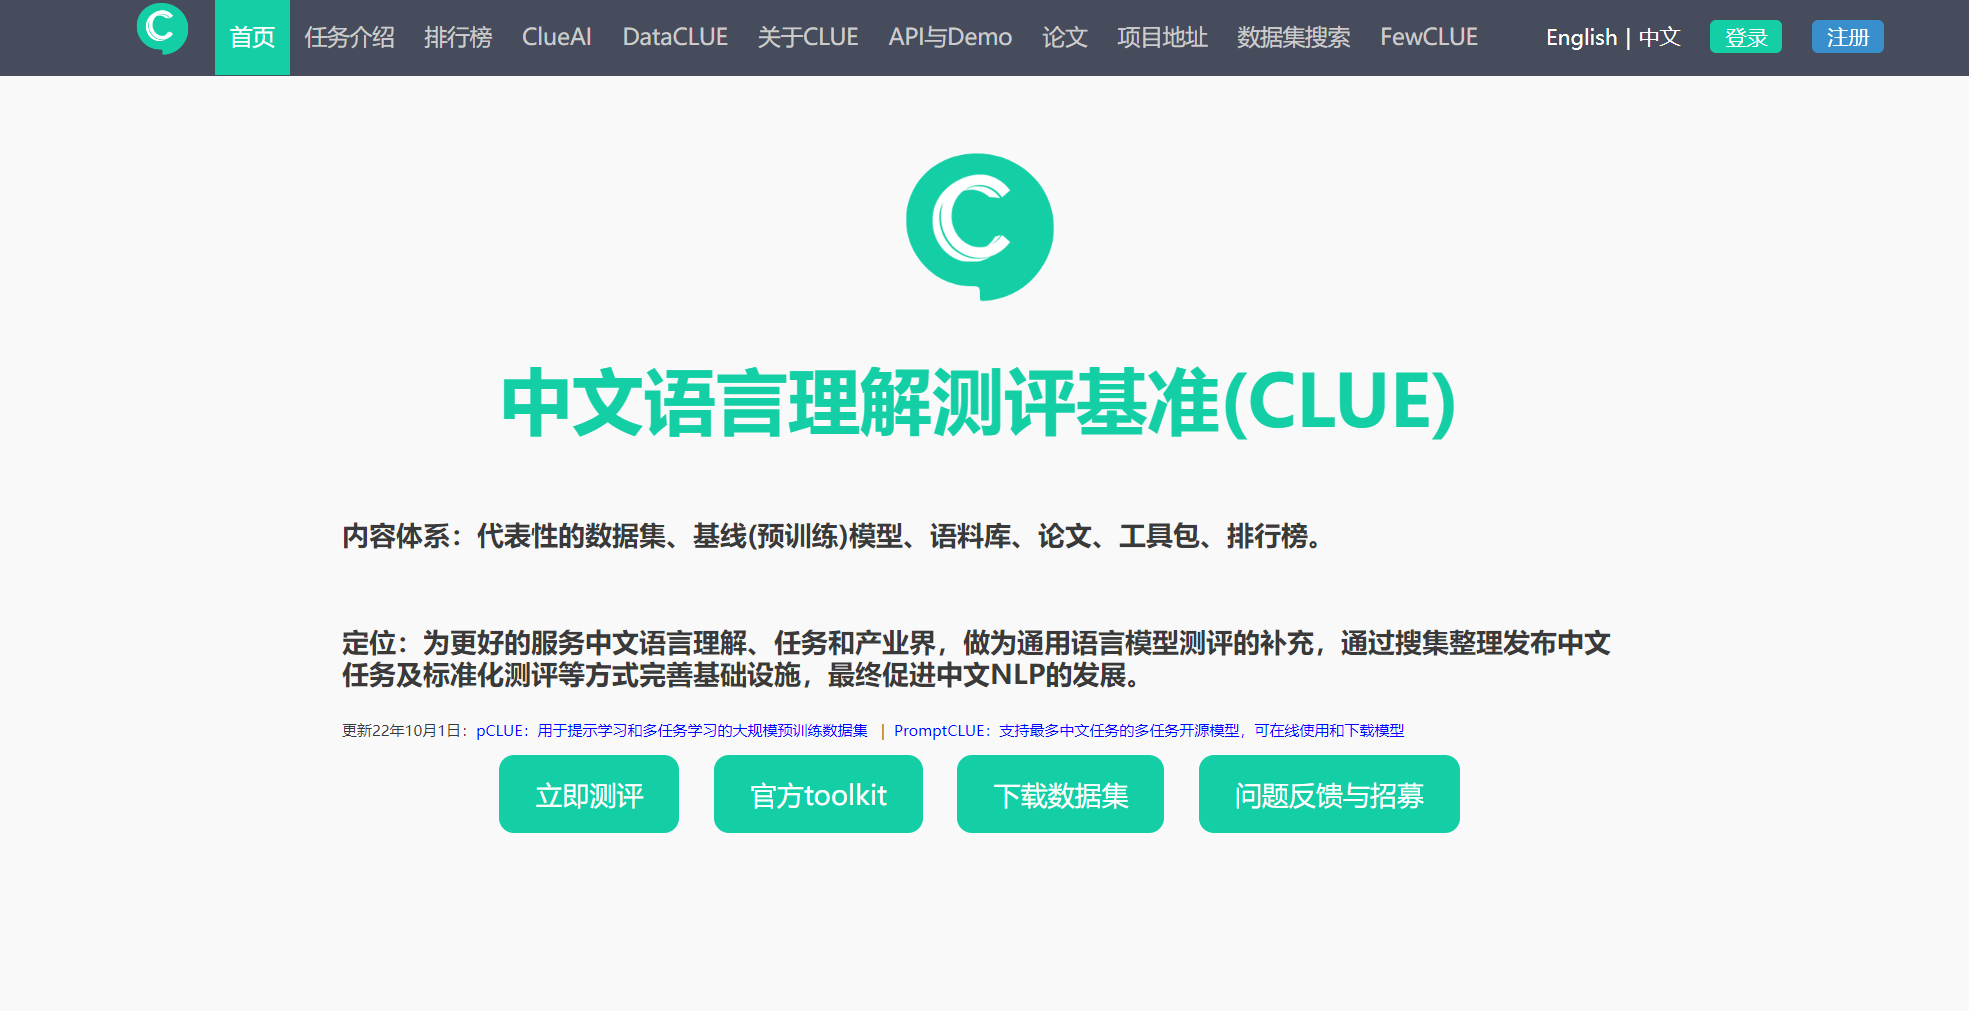 首页 任务介绍 排行榜 ClueAI DataCLUE 关于CLUE API与Demo 论文 项目地址 数据集搜索 FewCLUE English | 中文 登录 注册
中文语言理解测评基准(CLUE)
内容体系：代表性的数据集、基线(预训练)模型、语料库、论文、工具包、排行榜。
定位：为更好的服务中文语言理解、任务和产业界，做为通用语言模型测评的补充，通过搜集整理发布中文
任务及标准化测评等方式完善基础设施，最终促进中文NLP的发展。
更新22年10月1日：pCLUE：用于提示学习和多任务学习的大规模预训练数据集 | PromptCLUE：支持最多中文任务的多任务开源模型，可在线使用和下载模型
立即测评 官方toolkit 下载数据集 问题反馈与招募